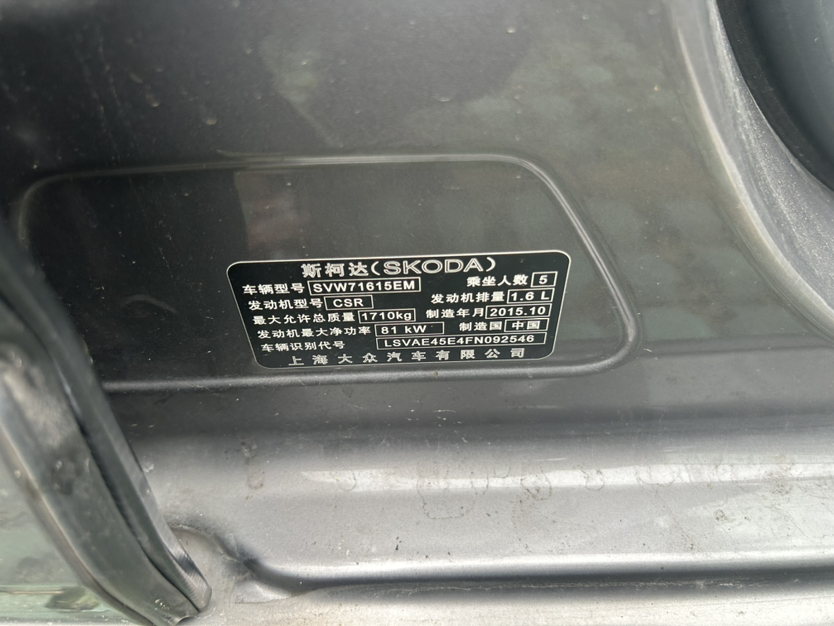 斯柯达(SKODA)
车辆型号 SVW71615EM 乘坐人数 5
发动机型号 CSR 发动机排量 1.6 L
最大允许总质量 1710kg 制造年月 2015.10
发动机最大净功率 81 kW 制造国 中国
车辆识别代号 LSVAE45E4FN092546
上海大众汽车有限公司